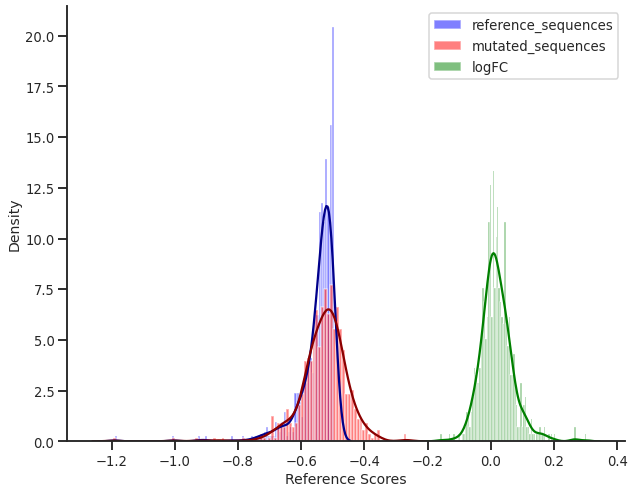 reference_sequences
mutated_sequences
logFC
20.0
17.5
15.0
12.5
10.0
7.5
5.0
2.5
0.0
Density
−1.2 −1.0 −0.8 −0.6 −0.4 −0.2 0.0 0.2 0.4
Reference Scores